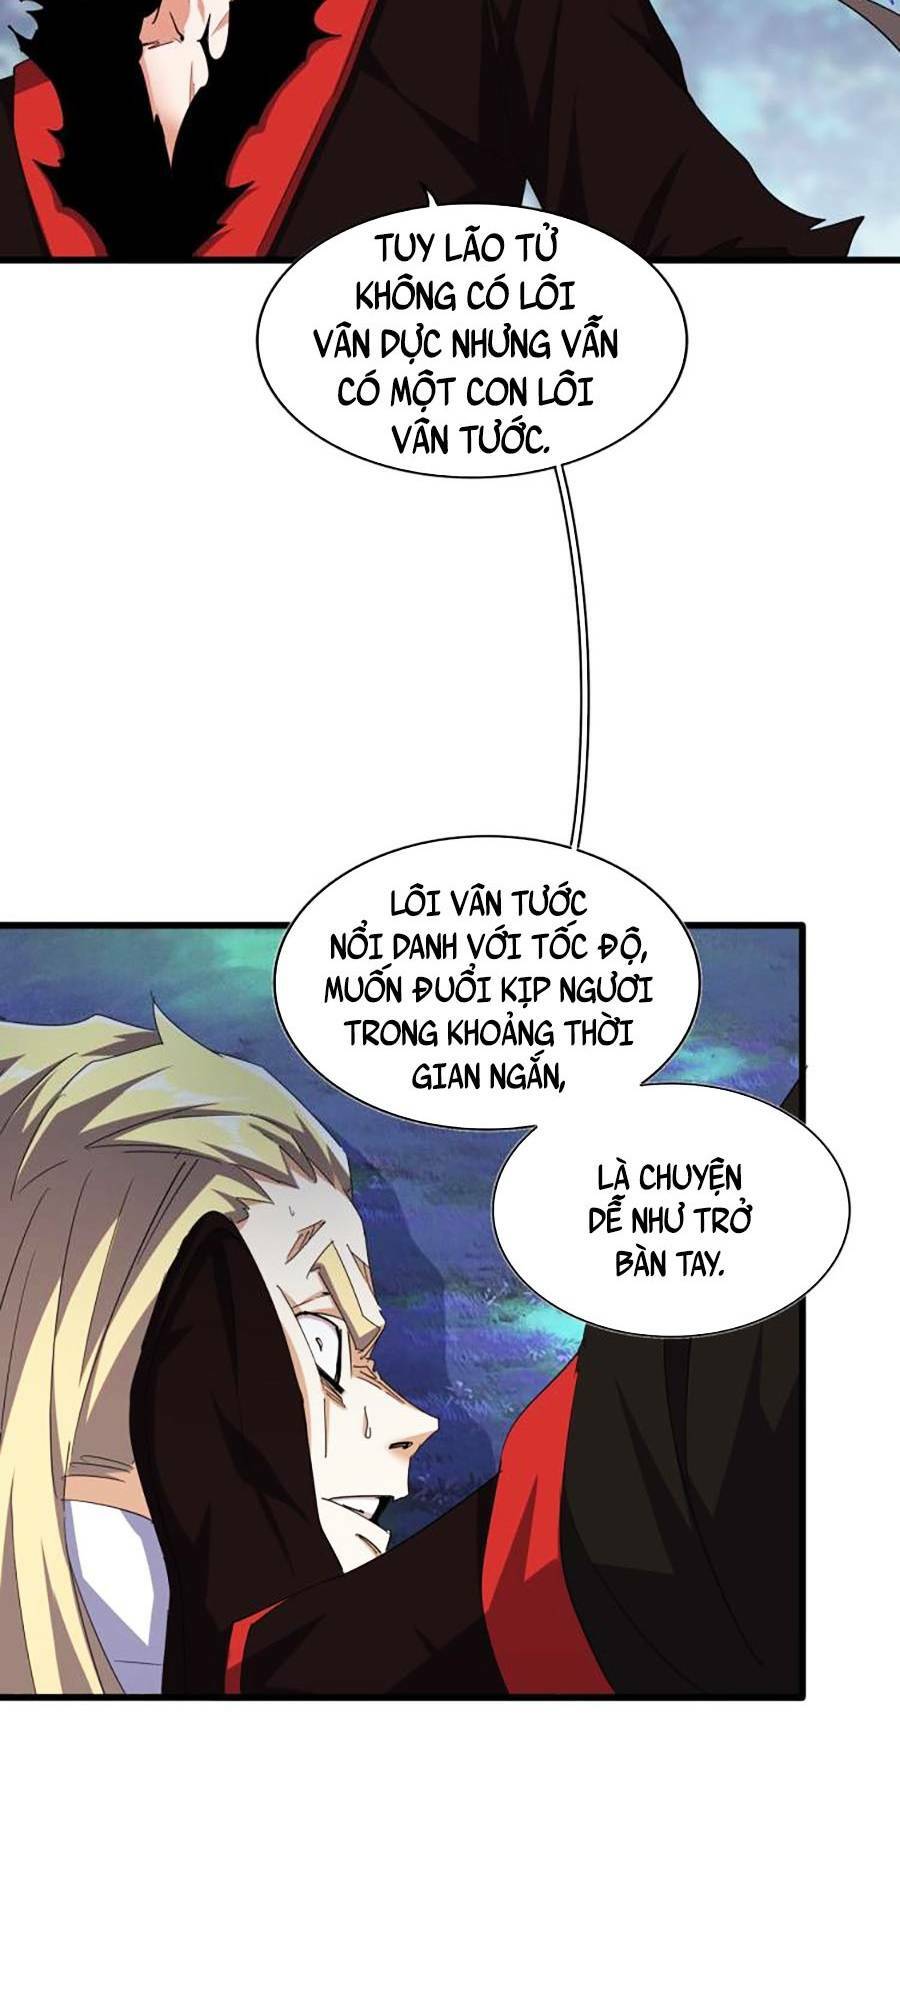 TUY LÃO TỬ
KHÔNG CÓ LÔI
VÂN DỰC NHƯNG VẪN
CÓ MỘT CON LÔI
VÂN TƯỚC.
LÔI VÂN TƯỚC
NỔI DANH VỚI TỐC ĐỘ,
MUỐN ĐUỔI KỊP NGƯƠI
TRONG KHOẢNG THỜI
GIAN NGẮN,
LÀ CHUYỆN
DỄ NHƯ TRỞ
BÀN TAY.